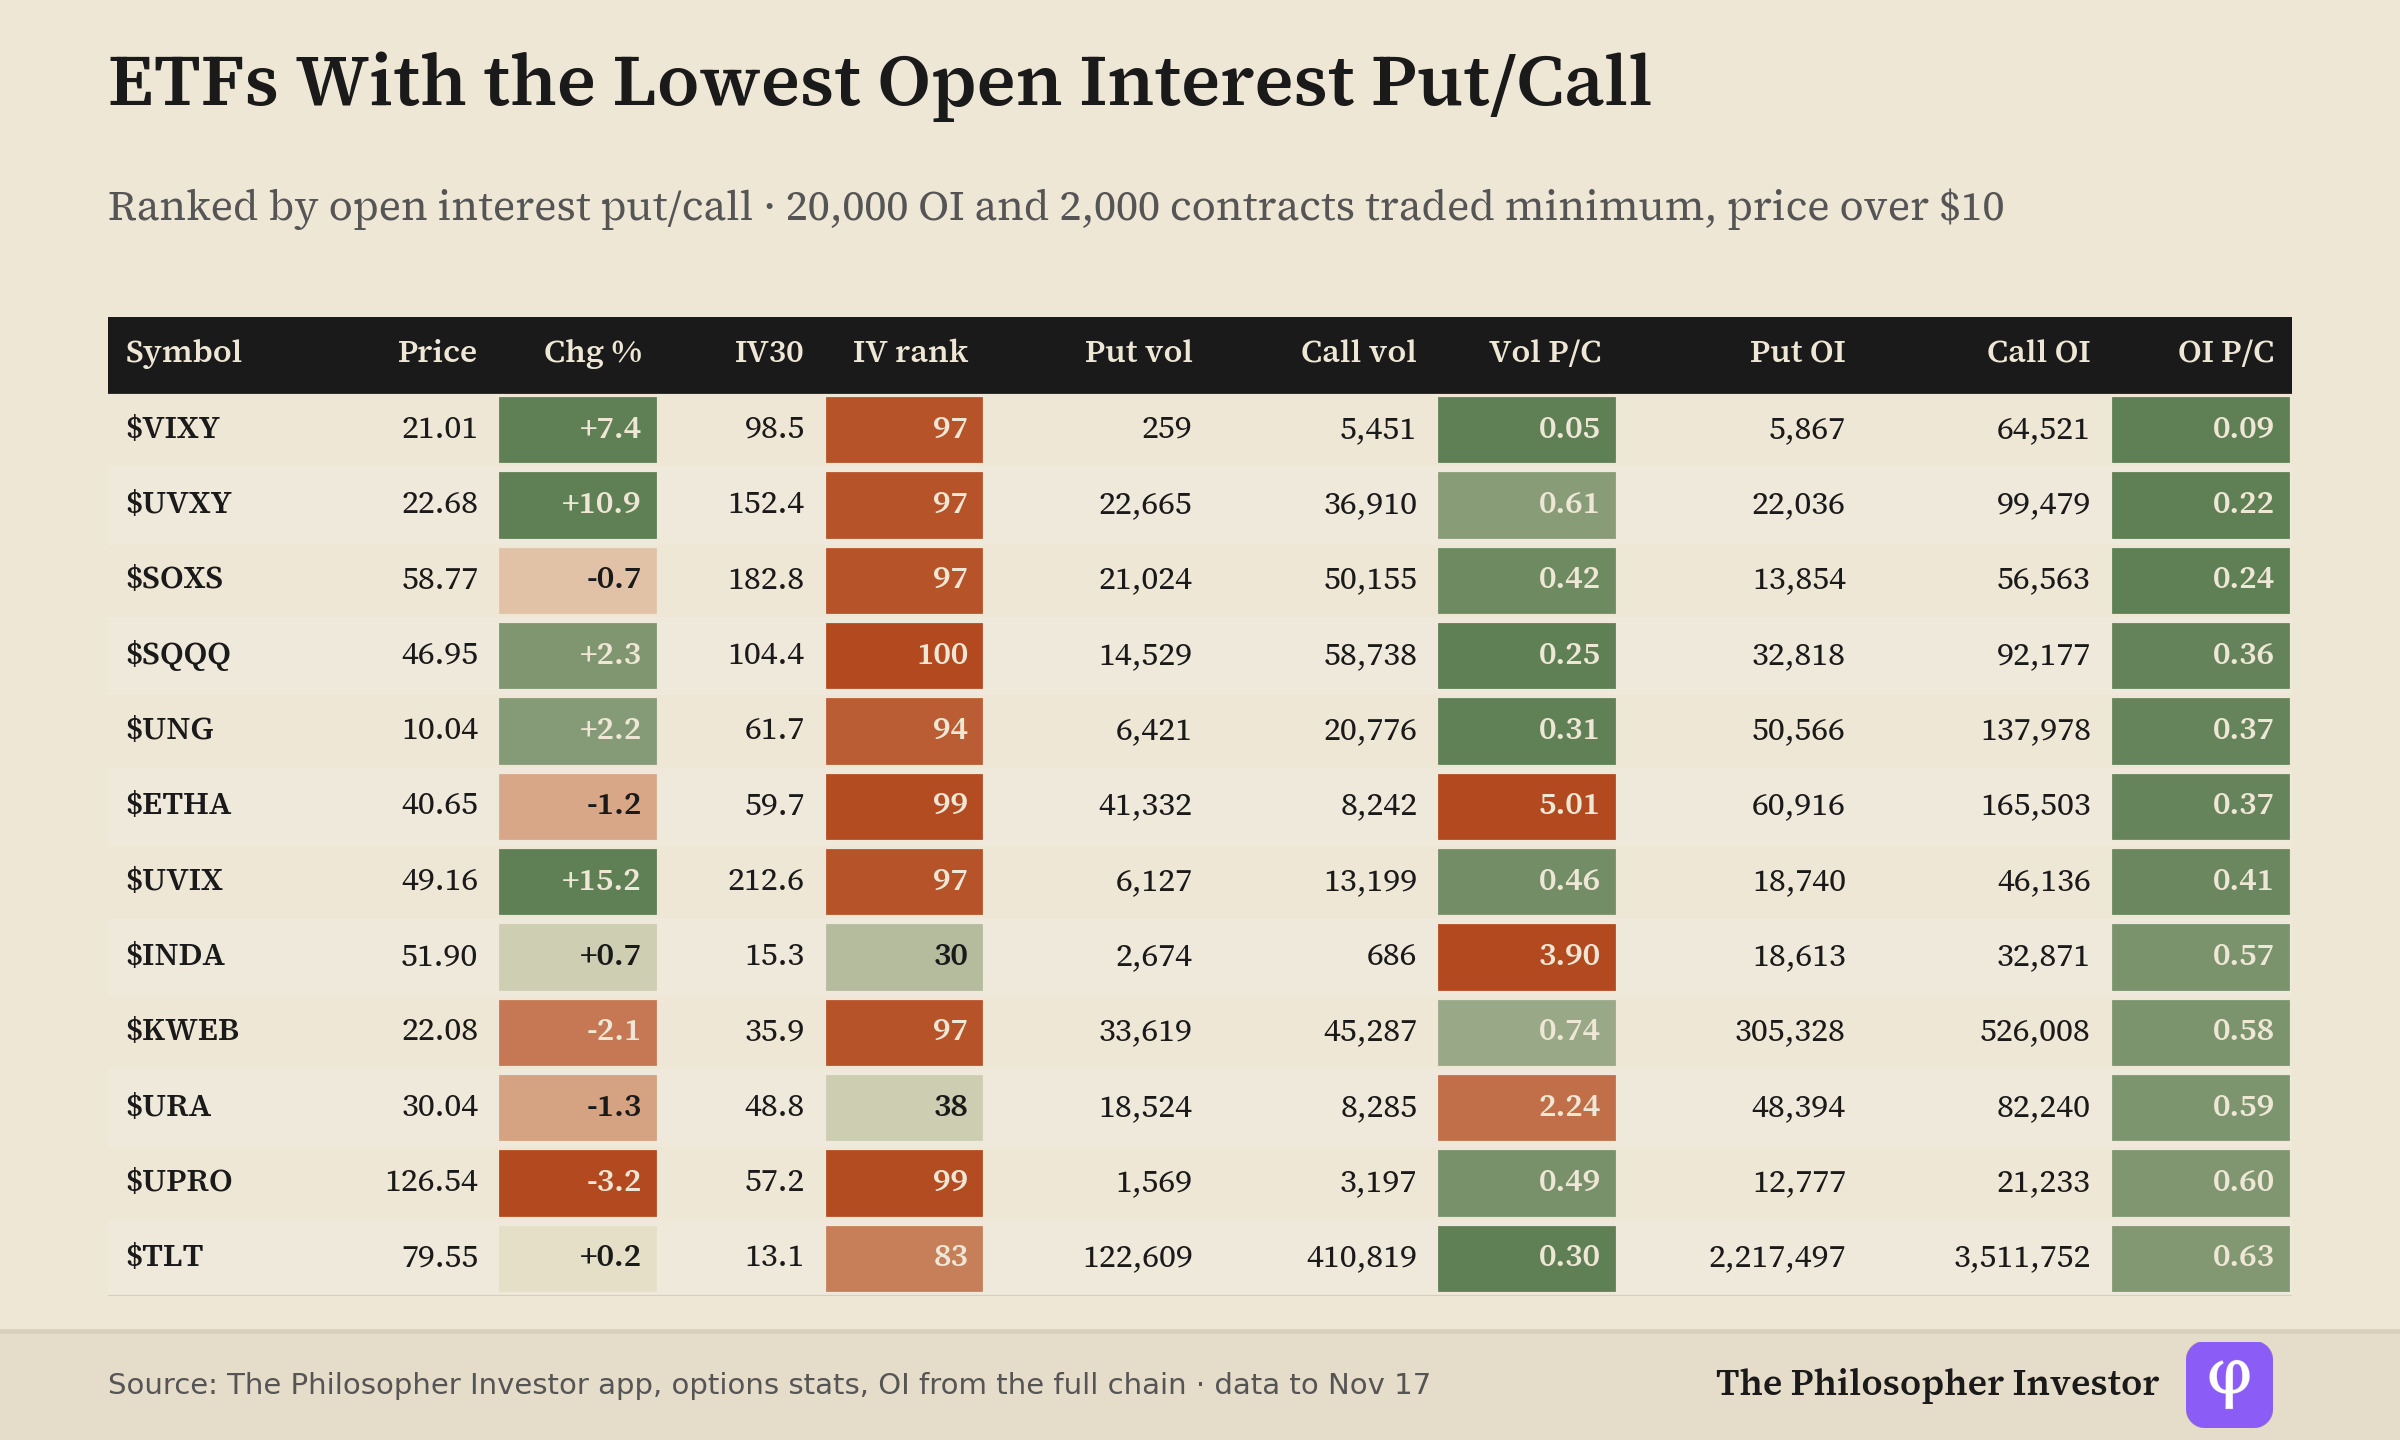 ETFs With the Lowest Open Interest Put/Call
Ranked by open interest put/call · 20,000 OI and 2,000 contracts traded minimum, price over $10
Symbol Price Chg % IV30 IV rank Put vol Call vol Vol P/C Put OI Call OI OI P/C
$VIXY 21.01 +7.4 98.5 97 259 5,451 0.05 5,867 64,521 0.09
$UVXY 22.68 +10.9 152.4 97 22,665 36,910 0.61 22,036 99,479 0.22
$SOXS 58.77 -0.7 182.8 97 21,024 50,155 0.42 13,854 56,563 0.24
$SQQQ 46.95 +2.3 104.4 100 14,529 58,738 0.25 32,818 92,177 0.36
$UNG 10.04 +2.2 61.7 94 6,421 20,776 0.31 50,566 137,978 0.37
$ETHA 40.65 -1.2 59.7 99 41,332 8,242 5.01 60,916 165,503 0.37
$UVIX 49.16 +15.2 212.6 97 6,127 13,199 0.46 18,740 46,136 0.41
$INDA 51.90 +0.7 15.3 30 2,674 686 3.90 18,613 32,871 0.57
$KWEB 22.08 -2.1 35.9 97 33,619 45,287 0.74 305,328 526,008 0.58
$URA 30.04 -1.3 48.8 38 18,524 8,285 2.24 48,394 82,240 0.59
$UPRO 126.54 -3.2 57.2 99 1,569 3,197 0.49 12,777 21,233 0.60
$TLT 79.55 +0.2 13.1 83 122,609 410,819 0.30 2,217,497 3,511,752 0.63
Source: The Philosopher Investor app, options stats, OI from the full chain · data to Nov 17
The Philosopher Investor φ